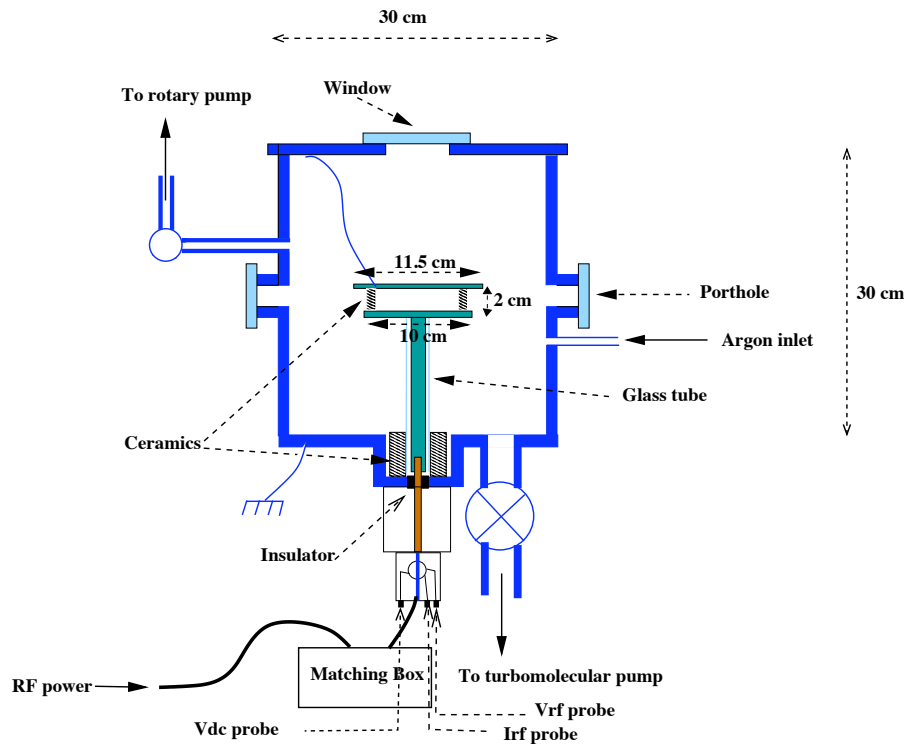 30 cm
Window
To rotary pump
11.5 cm
2 cm
Porthole
30 cm
10 cm
Argon inlet
Glass tube
Ceramics
Insulator
Matching Box
To turbomolecular pump
RF power
Vrf probe
Vdc probe
Irf probe